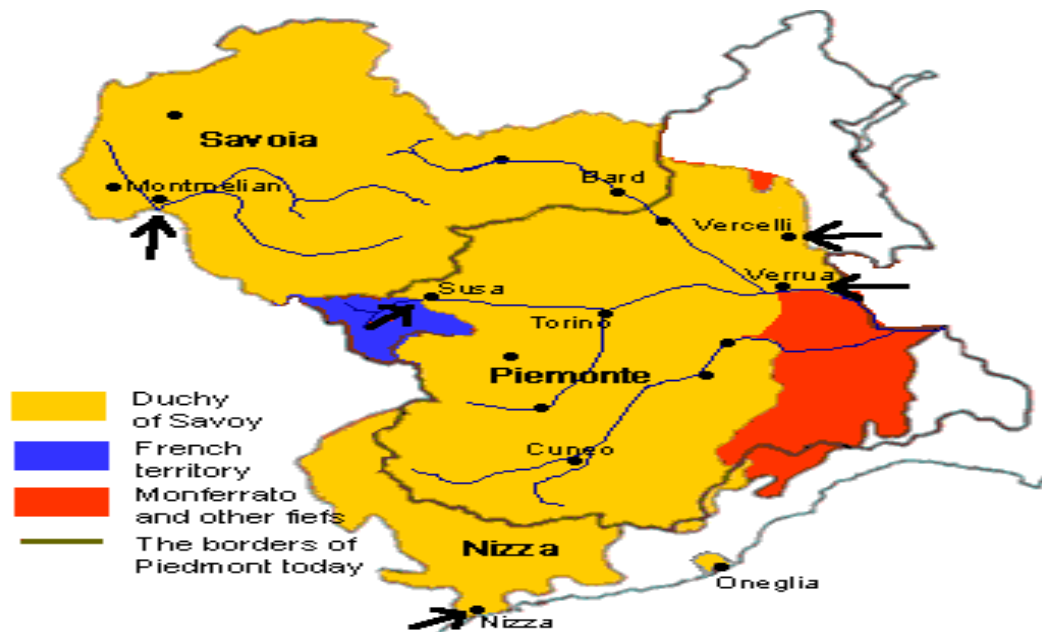 Savoia
Montmelian
Bard
Vercelli
Verrua
Susa
Torino
Piemonte
Cuneo
Nizza
Oneglia
Nizza
Duchy
of Savoy
French
territory
Monferrato
and other fiefs
The borders of
Piedmont today